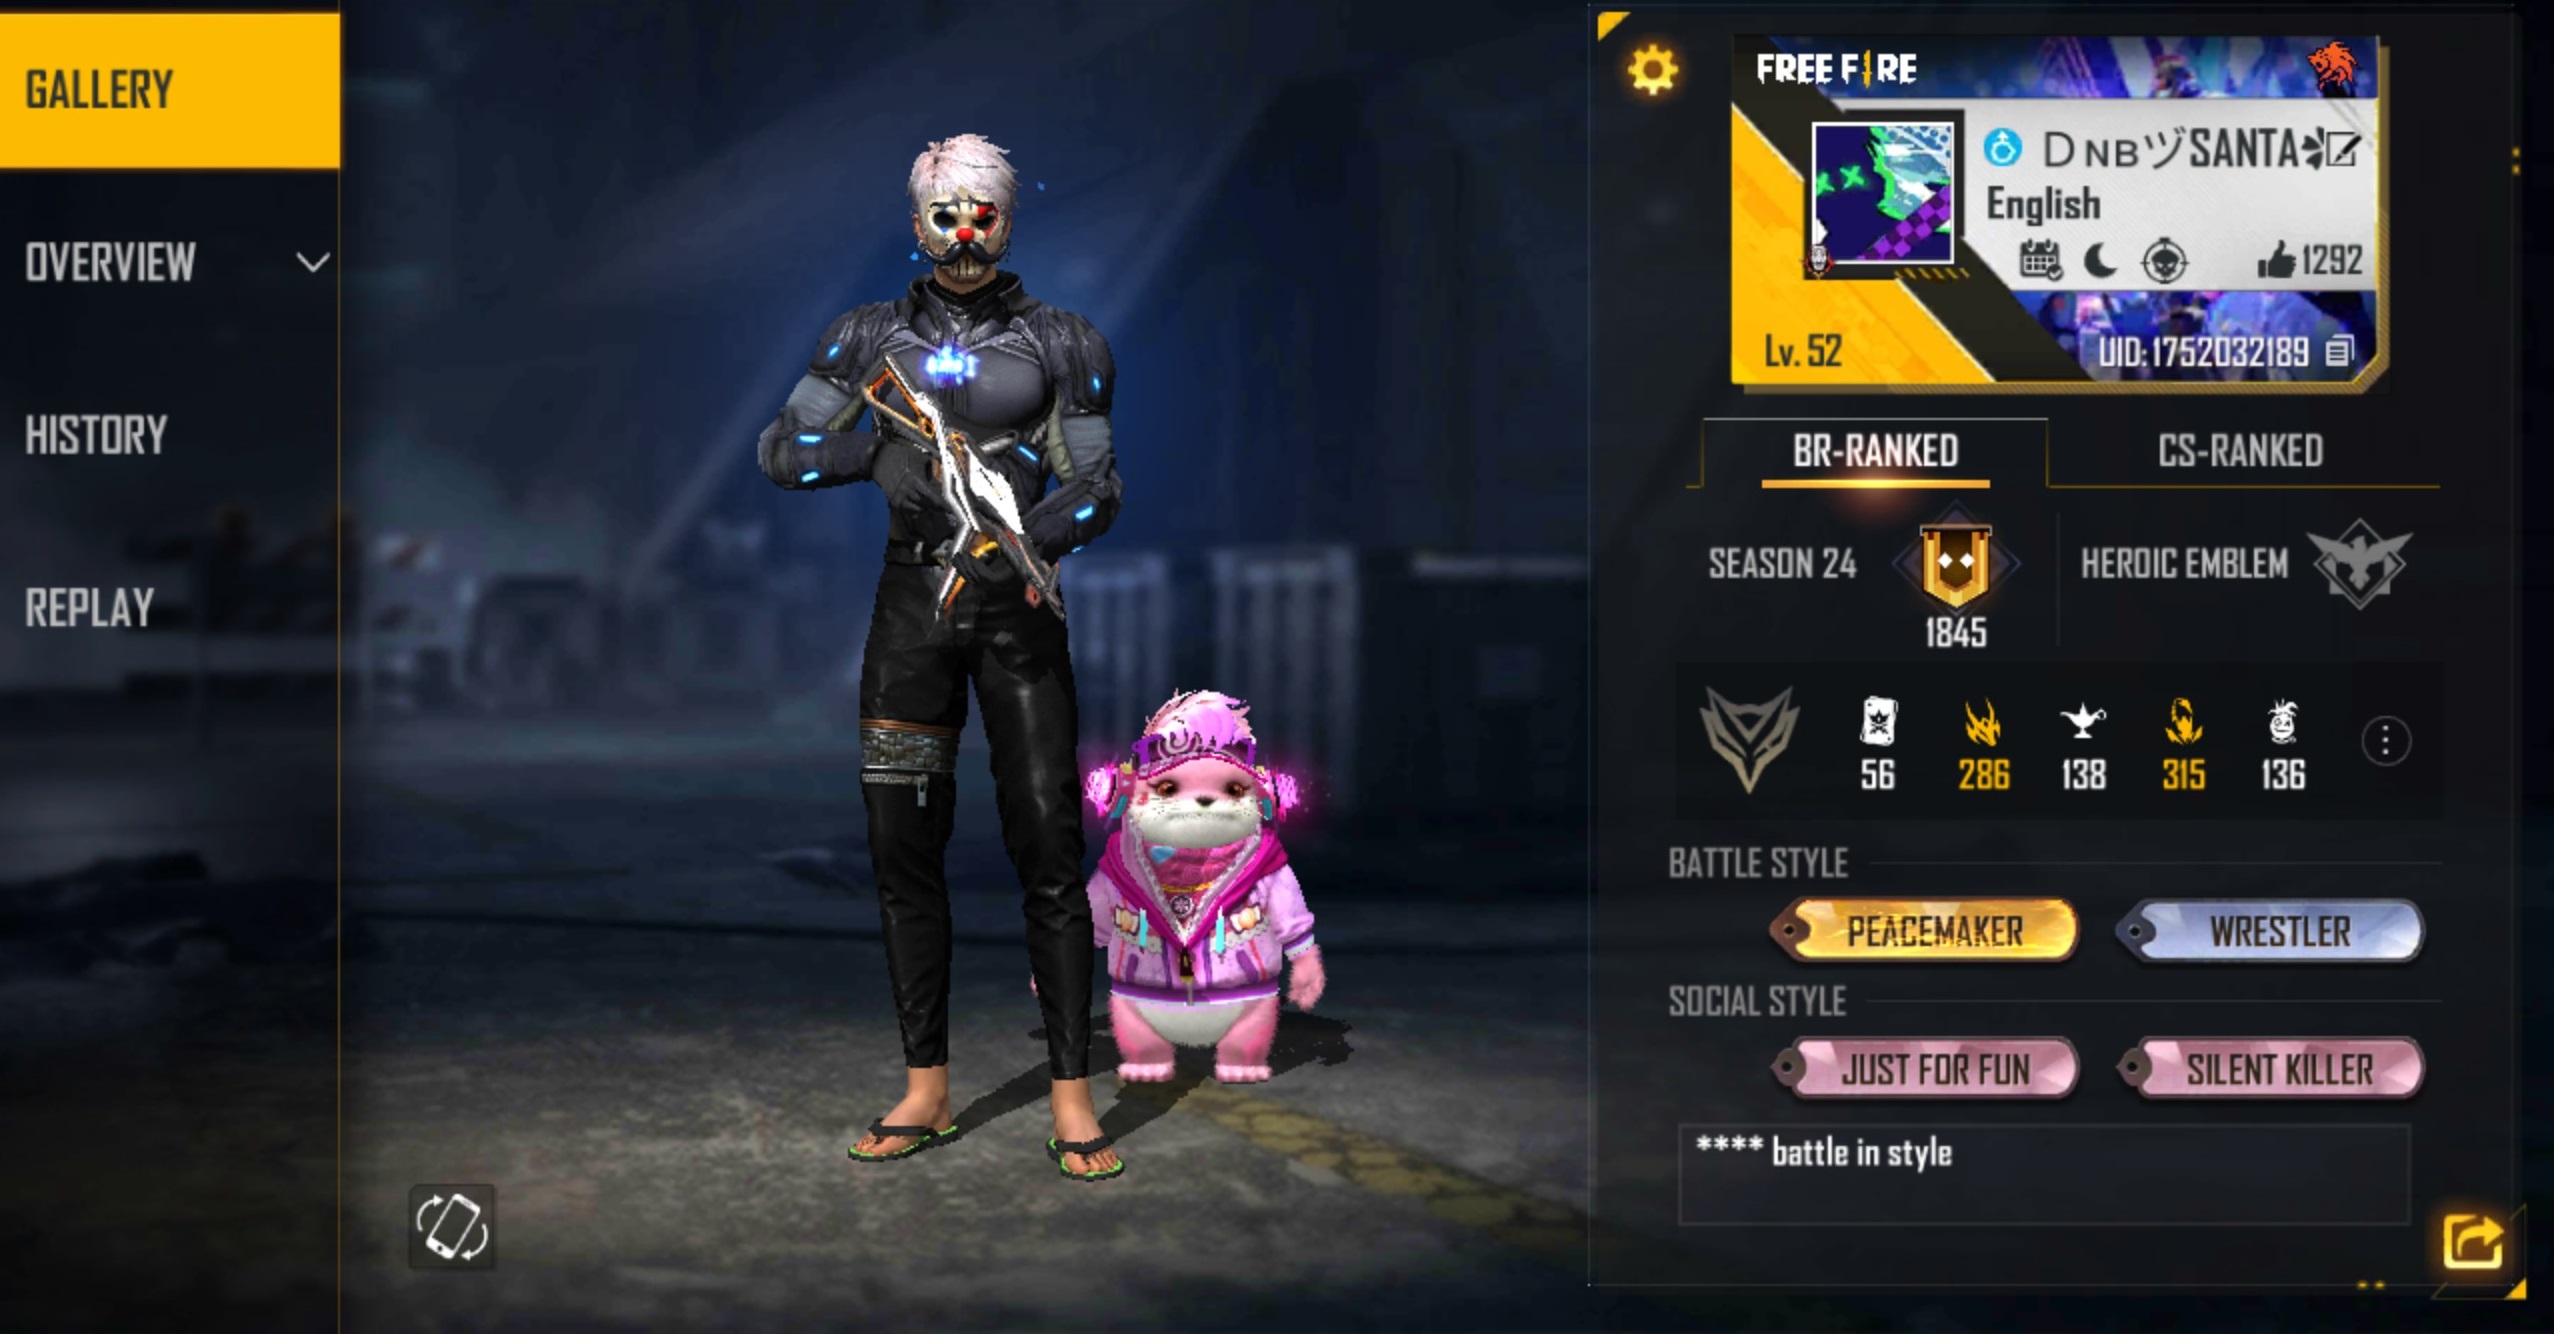 GALLERY
OVERVIEW
HISTORY
REPLAY
FREE FIRE
DNBヅSANTA
English
1292
Lv. 52
UID:1752032189
BR-RANKED
CS-RANKED
SEASON 24
1845
HEROIC EMBLEM
56
286
138
315
136
BATTLE STYLE
PEACEMAKER
WRESTLER
SOCIAL STYLE
JUST FOR FUN
SILENT KILLER
**** battle in style